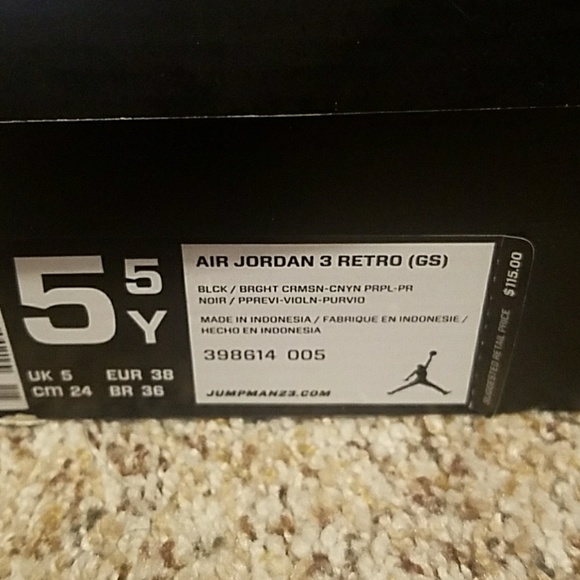 5 5
Y
UK 5 EUR 38
CM 24 BR 36
AIR JORDAN 3 RETRO (GS)
BLCK / BRGHT CRMSN-CNYN PRPL-PR
NOIR / PPREVI-VIOLN-PURVIO
MADE IN INDONESIA / FABRIQUE EN INDONESIE /
HECHO EN INDONESIA
398614 005
JUMPMAN23.COM
SUGGESTED RETAIL PRICE $115.00